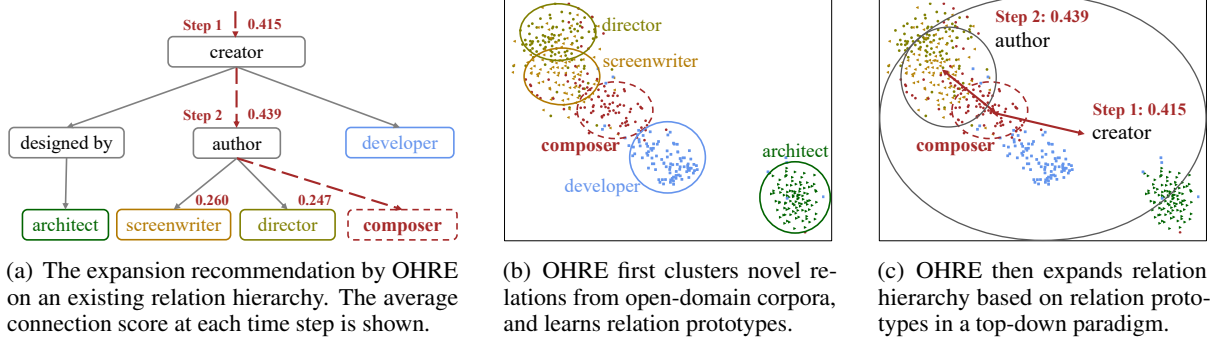 Step 1 0.415
creator
Step 2 0.439
designed by author developer
0.260 0.247
architect screenwriter director composer
(a) The expansion recommendation by OHRE
on an existing relation hierarchy. The average
connection score at each time step is shown.
director
screenwriter
composer
developer
architect
(b) OHRE first clusters novel re-
lations from open-domain corpora,
and learns relation prototypes.
Step 2: 0.439
author
Step 1: 0.415
creator
composer
(c) OHRE then expands relation
hierarchy based on relation proto-
types in a top-down paradigm.